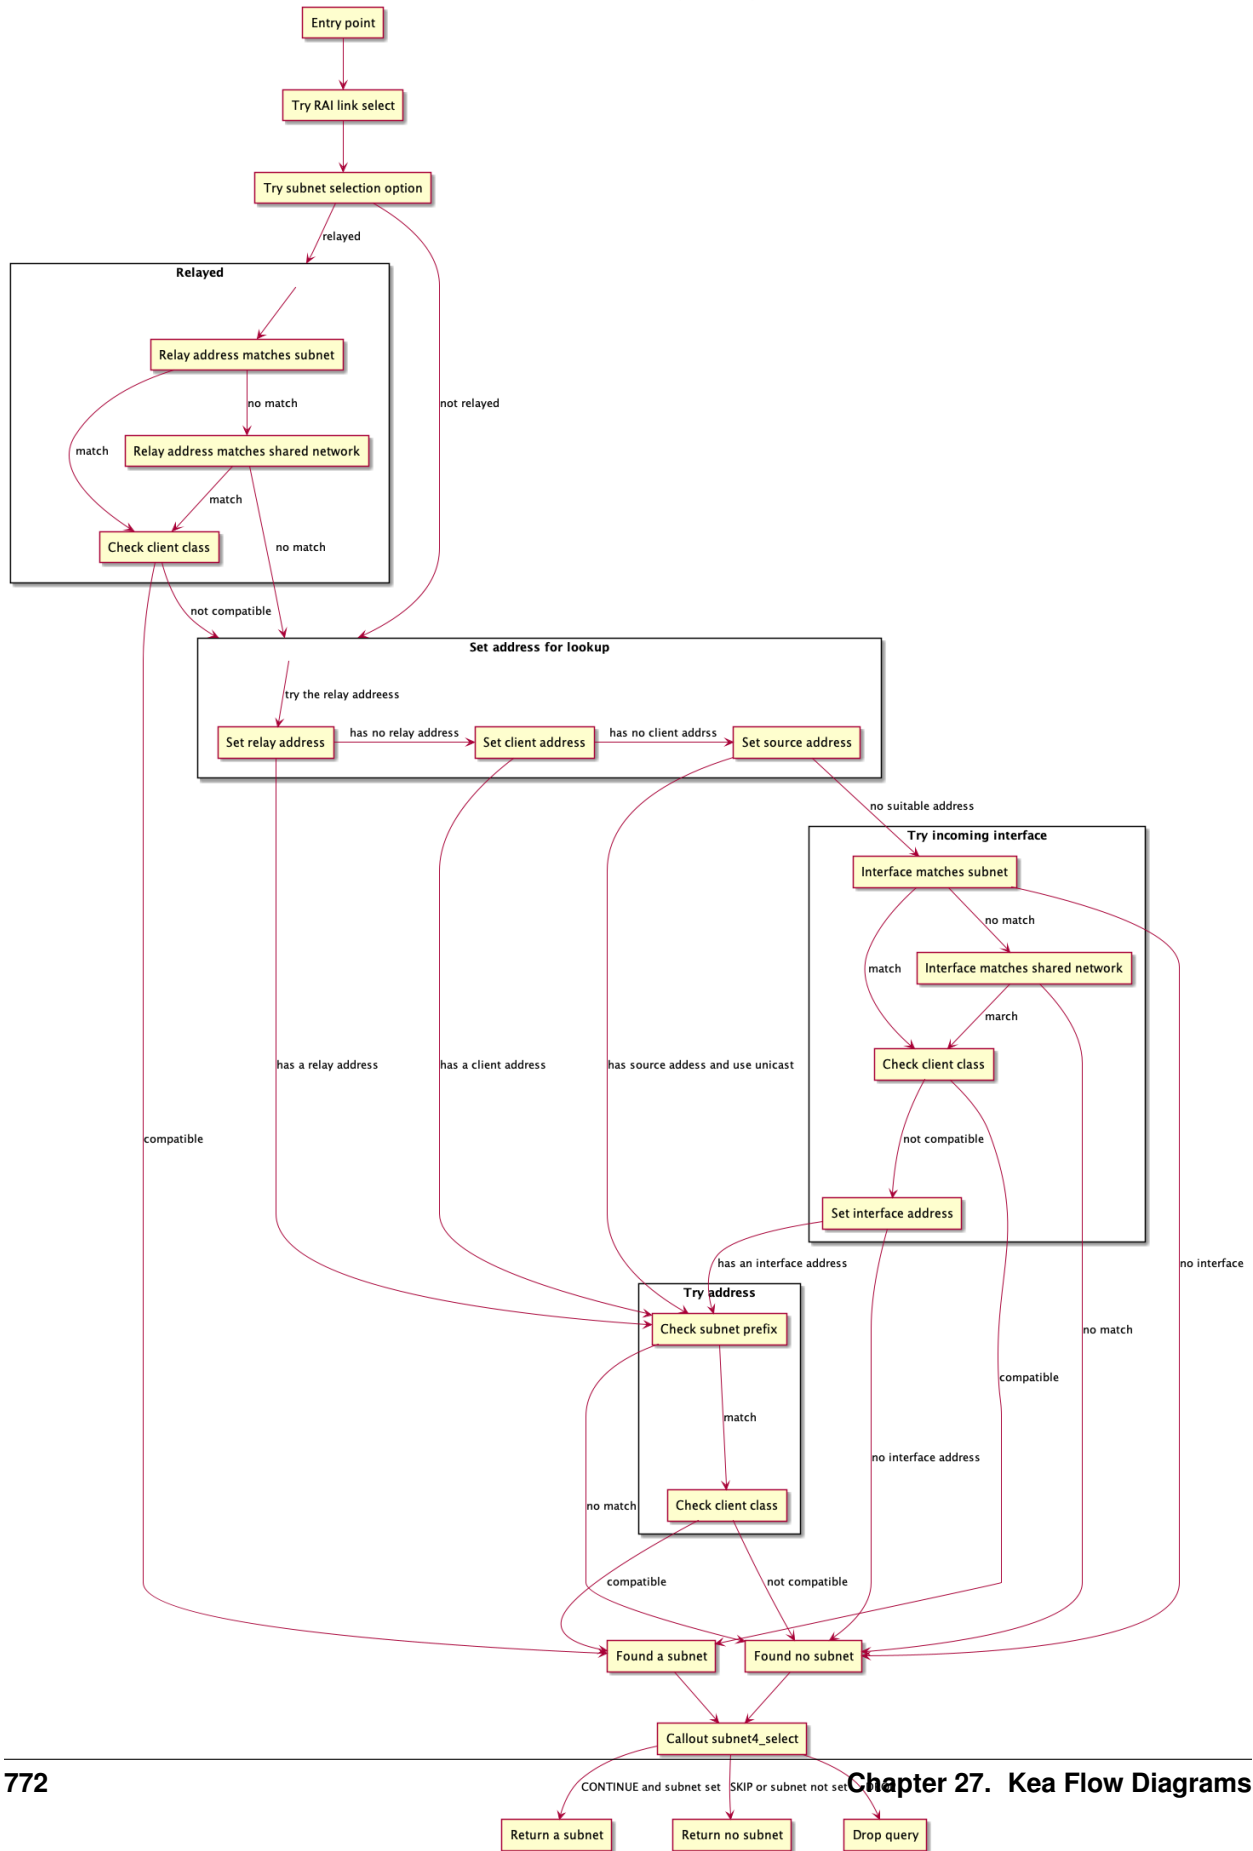 Entry point
Try RAI link select
Try subnet selection option
relayed
Relayed
Relay address matches subnet
no match
not relayed
match
Relay address matches shared network
match
Check client class
no match
not compatible
Set address for lookup
try the relay addreess
Set relay address
has no relay address
Set client address
has no client addrss
Set source address
no suitable address
Try incoming interface
Interface matches subnet
no match
match
Interface matches shared network
march
has a relay address
has a client address
has source addess and use unicast
Check client class
compatible
not compatible
Set interface address
has an interface address
no interface
Try address
Check subnet prefix
no match
compatible
match
no interface address
no match
Check client class
compatible
not compatible
Found a subnet
Found no subnet
Callout subnet4_select
CONTINUE and subnet set
SKIP or subnet not set
772
Chapter 27. Kea Flow Diagrams
Return a subnet
Return no subnet
Drop query